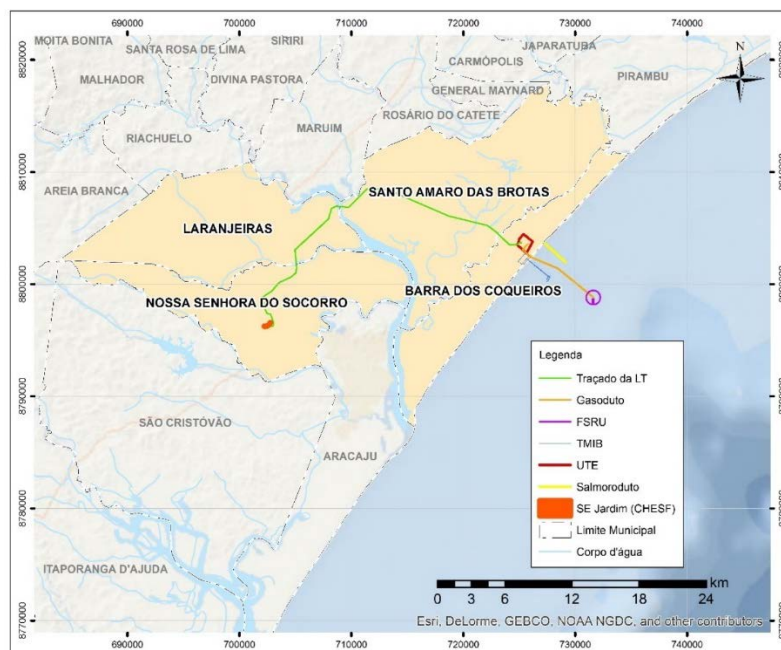 690000 700000 710000 720000 730000 740000
MOITA BONITA
SANTA ROSA DE LIMA
SIRIRI
JAPARATUBA
CARMÓPOLIS
PIRAMBU
N
MALHADOR
DIVINA PASTORA
GENERAL MAYNARD
MARUIM
ROSÁRIO DO CATETE
RIACHUELO
AREIA BRANCA
SANTO AMARO DAS BROTAS
LARANJEIRAS
NOSSA SENHORA DO SOCORRO
BARRA DOS COQUEIROS
SÃO CRISTÓVÃO
ARACAJU
ITAPORANGA D'AJUDA
8820000
8810000
8800000
8790000
8780000
8770000
Legenda
Traçado da LT
Gasoduto
FSRU
TMIB
UTE
Salmoroduto
SE Jardim (CHESF)
Limite Municipal
Corpo d'água
km
0 3 6 12 18 24
Esri, DeLorme, GEBCO, NOAA NGDC, and other contributors
690000 700000 710000 720000 730000 740000